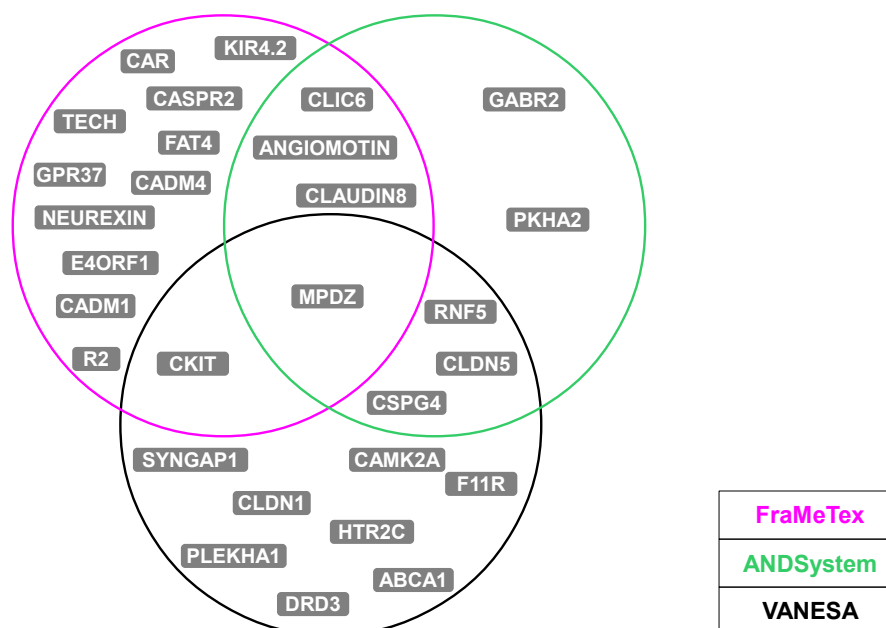 KIR4.2
CAR
CASPR2
CLIC6
GABR2
TECH
FAT4
ANGIOMOTIN
GPR37
CADM4
CLAUDIN8
NEUREXIN
PKHA2
E4ORF1
MPDZ
CADM1
RNF5
R2
CKIT
CLDN5
CSPG4
SYNGAP1
CAMK2A
F11R
CLDN1
HTR2C
PLEKHA1
ABCA1
DRD3
FraMeTex
ANDSystem
VANESA